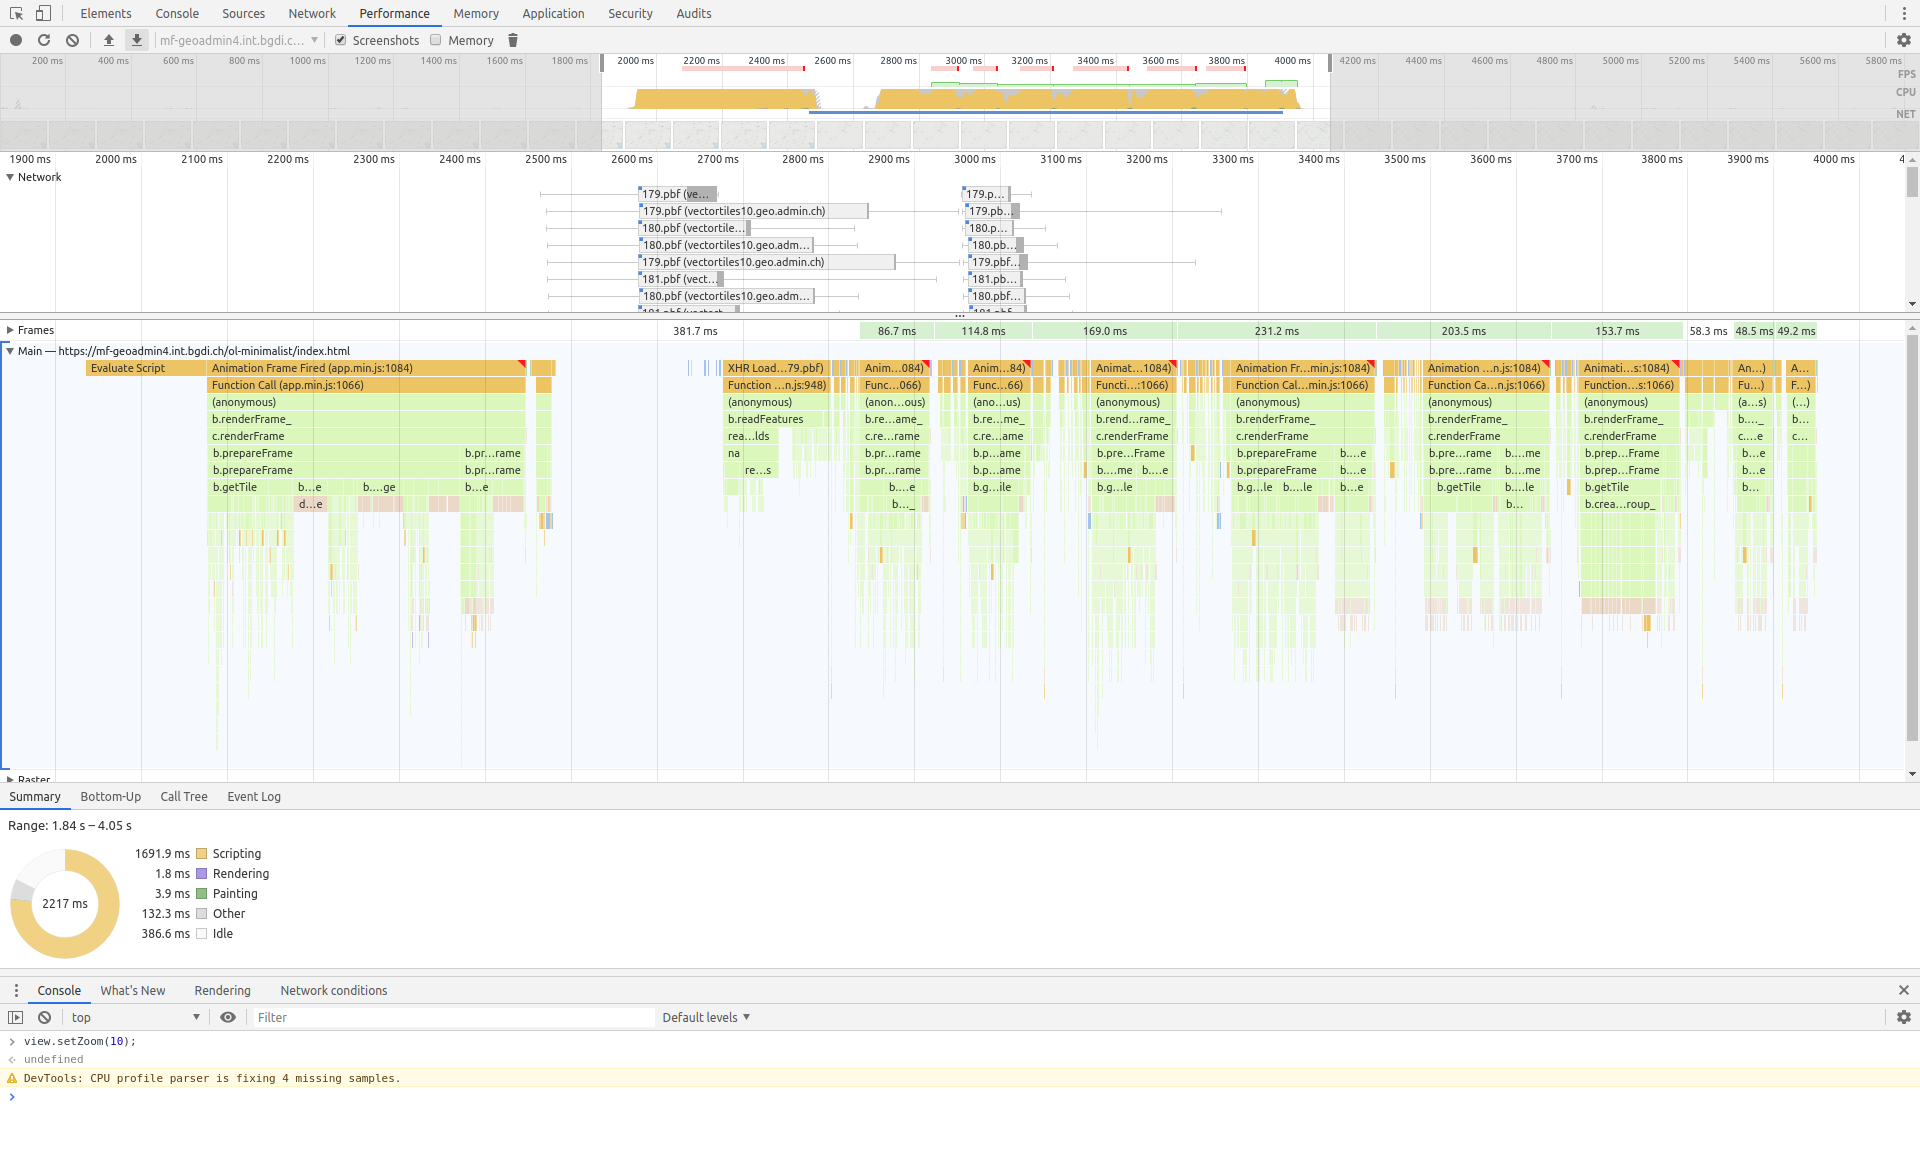 Elements Console Sources Network Performance Memory Application Security Audits
mf-geoadmin4.int.bgdi.c… Screenshots Memory
200 ms 400 ms 600 ms 800 ms 1000 ms 1200 ms 1400 ms 1600 ms 1800 ms 2000 ms 2200 ms 2400 ms 2600 ms 2800 ms 3000 ms 3200 ms 3400 ms 3600 ms 3800 ms 4000 ms 4200 ms 4400 ms 4600 ms 4800 ms 5000 ms 5200 ms 5400 ms 5600 ms 5800 ms
FPS
CPU
NET
1900 ms 2000 ms 2100 ms 2200 ms 2300 ms 2400 ms 2500 ms 2600 ms 2700 ms 2800 ms 2900 ms 3000 ms 3100 ms 3200 ms 3300 ms 3400 ms 3500 ms 3600 ms 3700 ms 3800 ms 3900 ms 4000 ms 4
Network
179.pbf (ve… 179.p…
179.pbf (vectortiles10.geo.admin.ch) 179.pb…
180.pbf (vectortile… 180.p…
180.pbf (vectortiles10.geo.adm… 180.pb…
179.pbf (vectortiles10.geo.admin.ch) 179.pbf…
181.pbf (vect… 181.pb…
180.pbf (vectortiles10.geo.adm… 180.pbf…
Frames 381.7 ms 86.7 ms 114.8 ms 169.0 ms 231.2 ms 203.5 ms 153.7 ms 58.3 ms 48.5 ms 49.2 ms
Main — https://mf-geoadmin4.int.bgdi.ch/ol-minimalist/index.html
Evaluate Script Animation Frame Fired (app.min.js:1084) XHR Load…79.pbf) Anim…084) Anim…84) Animat…1084) Animation Fr…min.js:1084) Animation …n.js:1084) Animati…s:1084) An…) A…
Function Call (app.min.js:1066) Function …n.js:948) Func…066) Func…66) Functi…:1066) Function Cal…min.js:1066) Function Ca…n.js:1066) Function…s:1066) Fu…) F…)
(anonymous) (anonymous) (anon…ous) (ano…us) (anonymous) (anonymous) (anonymous) (anonymous) (a…s) (…)
b.renderFrame_ b.readFeatures b.re…ame_ b.re…me_ b.rend…rame_ b.renderFrame_ b.renderFrame_ b.renderFrame_ b…._ b…
c.renderFrame rea…lds c.re…rame c.re…ame c.renderFrame c.renderFrame c.renderFrame c.renderFrame c.…e c…
b.prepareFrame b.pr…rame na b.pr…rame b.p…ame b.pre…Frame b.prepareFrame b.…e b.pre…rame b.…me b.prep…Frame b…e
b.prepareFrame b.pr…rame re…s b.pr…rame b.p…ame b.…me b…e b.prepareFrame b.…e b.pre…rame b.…me b.prep…Frame b…e
b.getTile b…e b.…ge b…e b.…e b.g…ile b.g…le b.g…le b.…le b…e b.getTile b.…le b.getTile b…
d…e b…_ b… b.crea…roup_
Raster
Summary Bottom-Up Call Tree Event Log
Range: 1.84 s – 4.05 s
2217 ms
1691.9 ms Scripting
1.8 ms Rendering
3.9 ms Painting
132.3 ms Other
386.6 ms Idle
Console What's New Rendering Network conditions
top Filter Default levels
view.setZoom(10);
undefined
DevTools: CPU profile parser is fixing 4 missing samples.